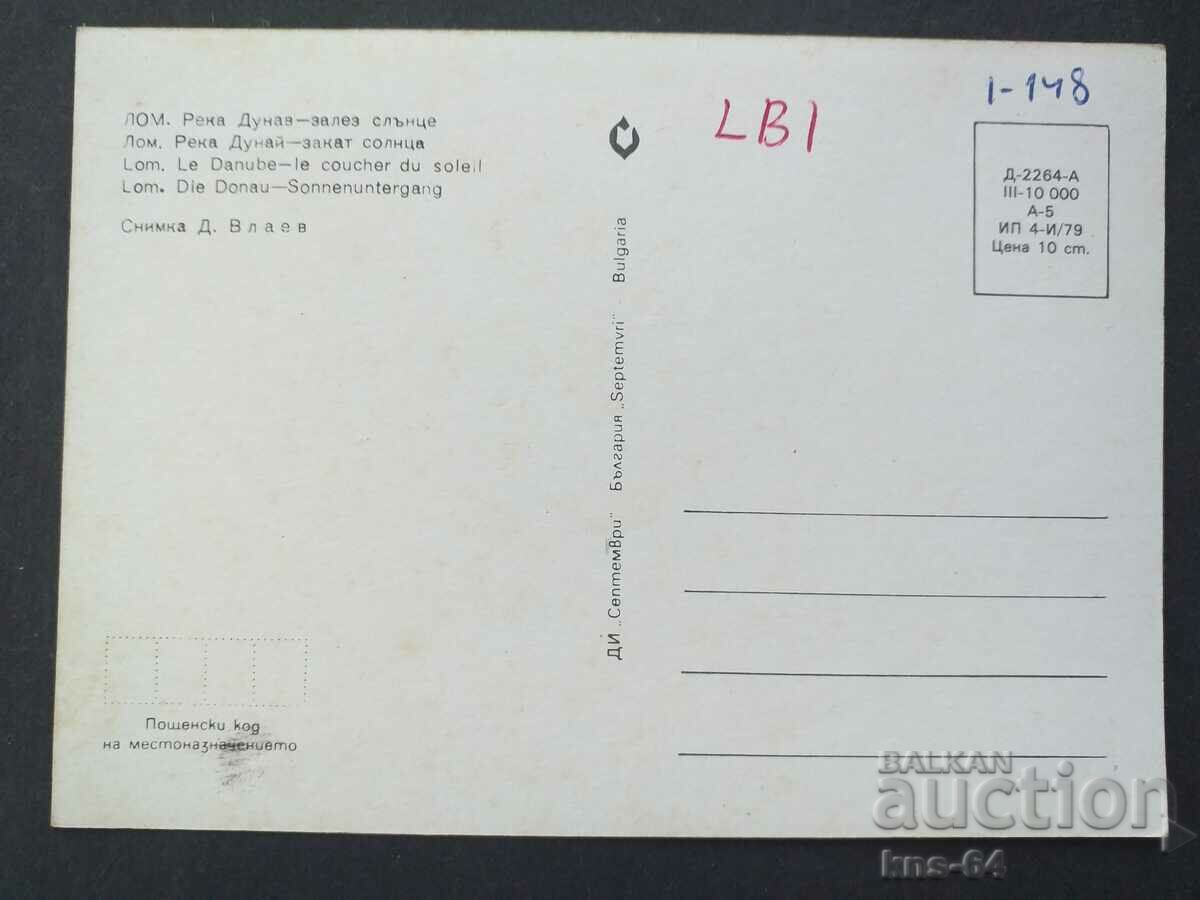 ЛОМ. Река Дунав—залез слънце
Лом. Река Дунай—закат солнца
Lom. Le Danube—le coucher du soleil
Lom. Die Donau—Sonnenuntergang
Снимка Д. Влаев
Пощенски код
на местоназначението
ДИ „Септември" България „Septemvri" Bulgaria
LB1
1-148
Д-2264-А
III-10 000
А-5
ИП 4-И/79
Цена 10 ст.
BALKAN
auction
kns-64